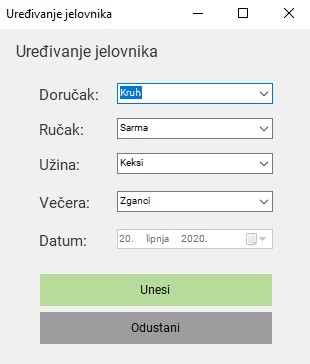 Uređivanje jelovnika
Uređivanje jelovnika
Doručak: Kruh
Ručak: Sarma
Užina: Keksi
Večera: Zganci
Datum: 20. lipnja 2020.
Unesi
Odustani